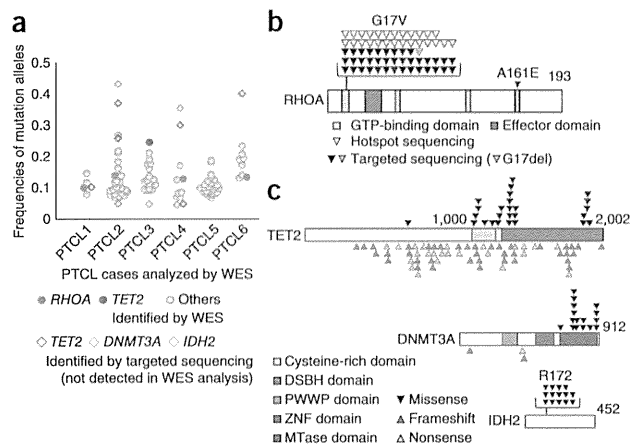 a
Frequencies of mutation alleles
0.5
0.4
0.3
0.2
0.1
0
PTCL1
PTCL2
PTCL3
PTCL4
PTCL5
PTCL6
PTCL cases analyzed by WES
RHOA TET2 Others
Identified by WES
TET2 DNMT3A IDH2
Identified by targeted sequencing
(not detected in WES analysis)
b
G17V
A161E
193
RHOA
GTP-binding domain Effector domain
Hotspot sequencing
Targeted sequencing (G17del)
c
1,000
2,002
TET2
912
DNMT3A
Cysteine-rich domain
DSBH domain
PWWP domain
ZNF domain
MTase domain
Missense
Frameshift
Nonsense
R172
452
IDH2